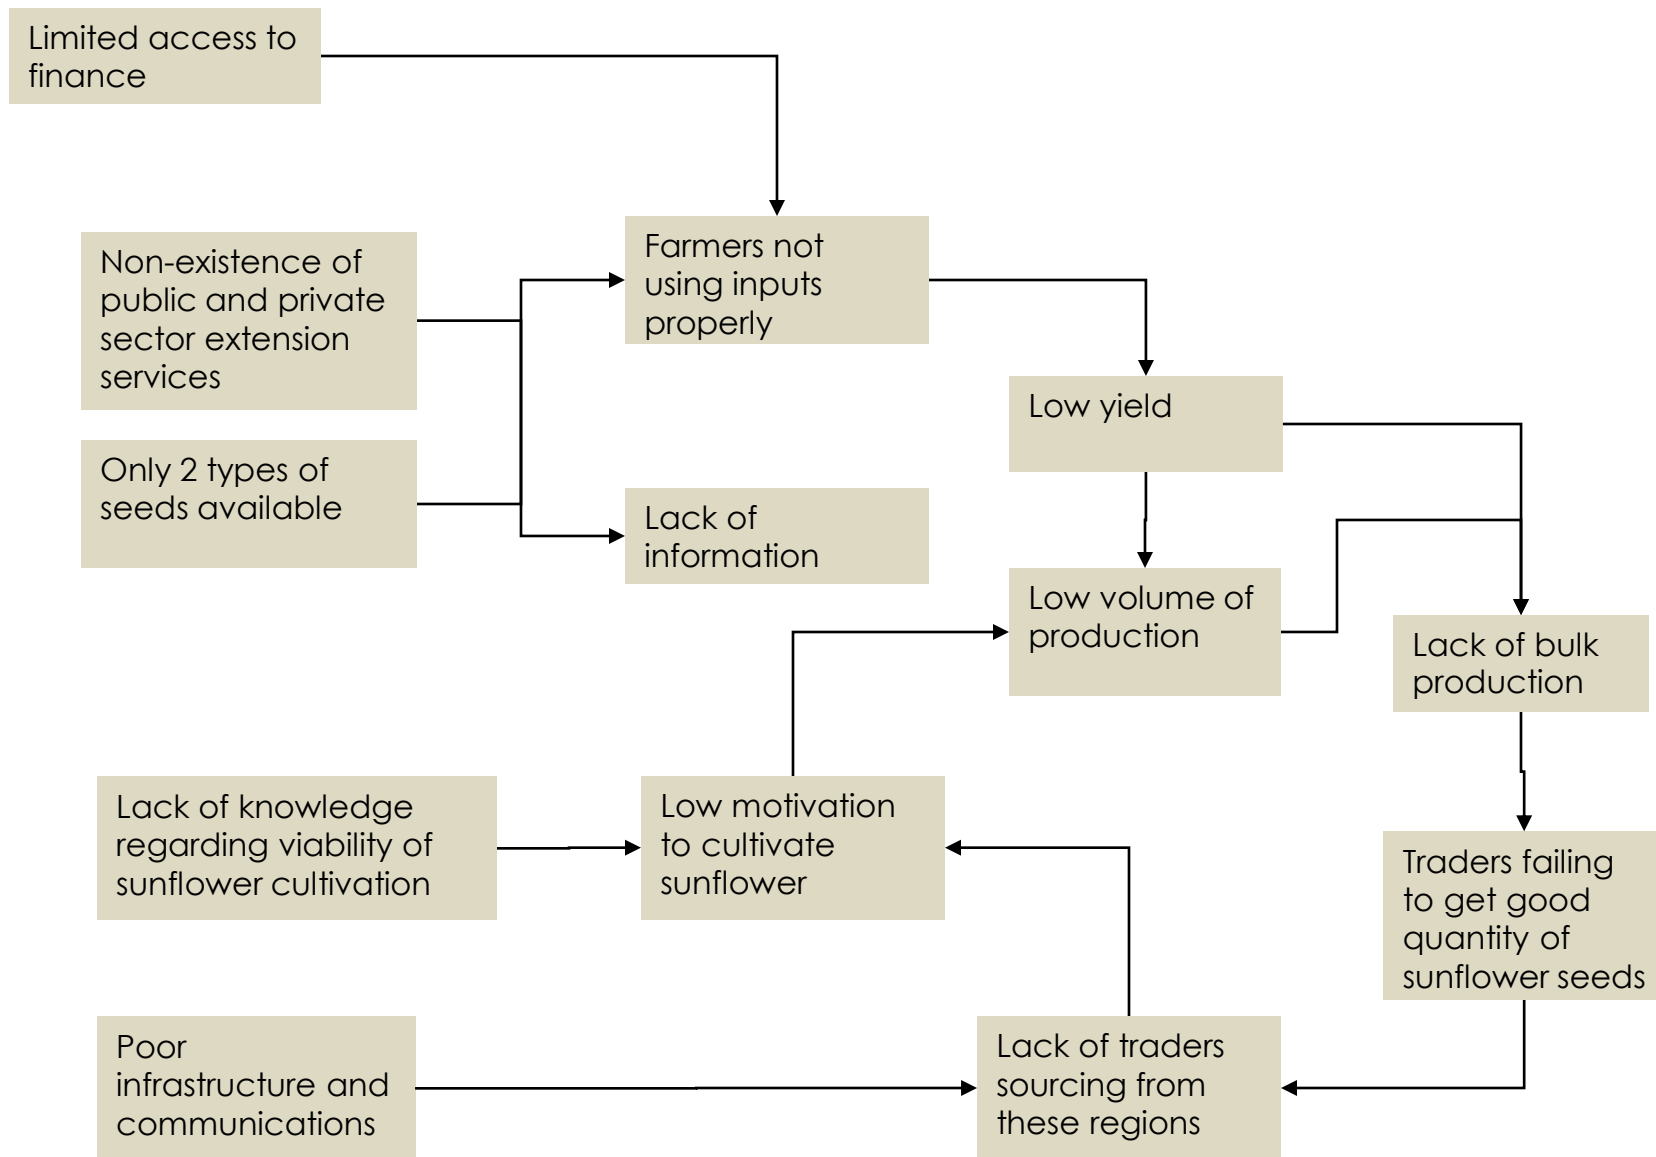 Limited access to
finance
Non-existence of
public and private
sector extension
services
Farmers not
using inputs
properly
Low yield
Only 2 types of
seeds available
Lack of
information
Low volume of
production
Lack of bulk
production
Lack of knowledge
regarding viability of
sunflower cultivation
Low motivation
to cultivate
sunflower
Traders failing
to get good
quantity of
sunflower seeds
Poor
infrastructure and
communications
Lack of traders
sourcing from
these regions